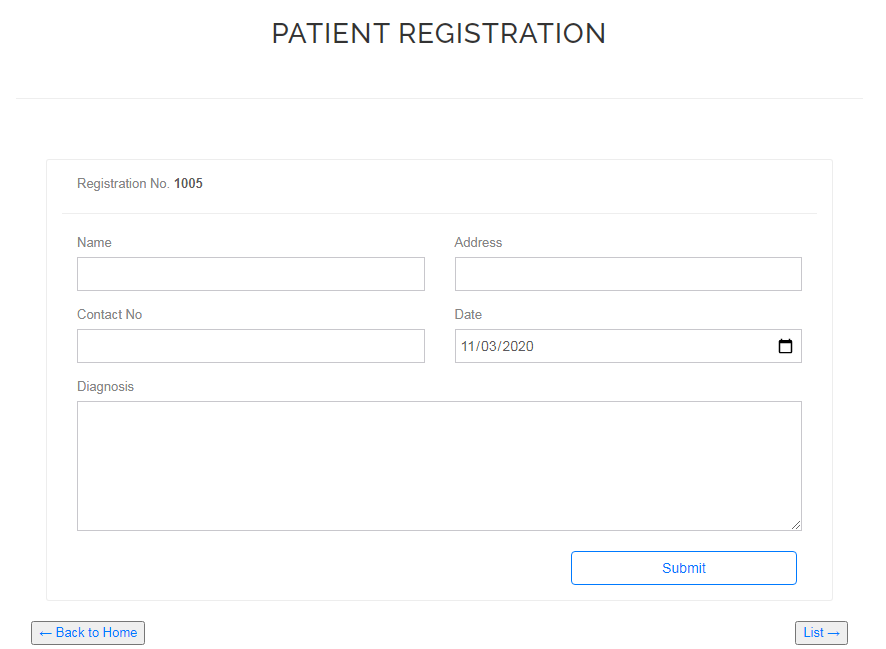 PATIENT REGISTRATION
Registration No. 1005
Name
Address
Contact No
Date
11/03/2020
Diagnosis
Submit
← Back to Home
List →